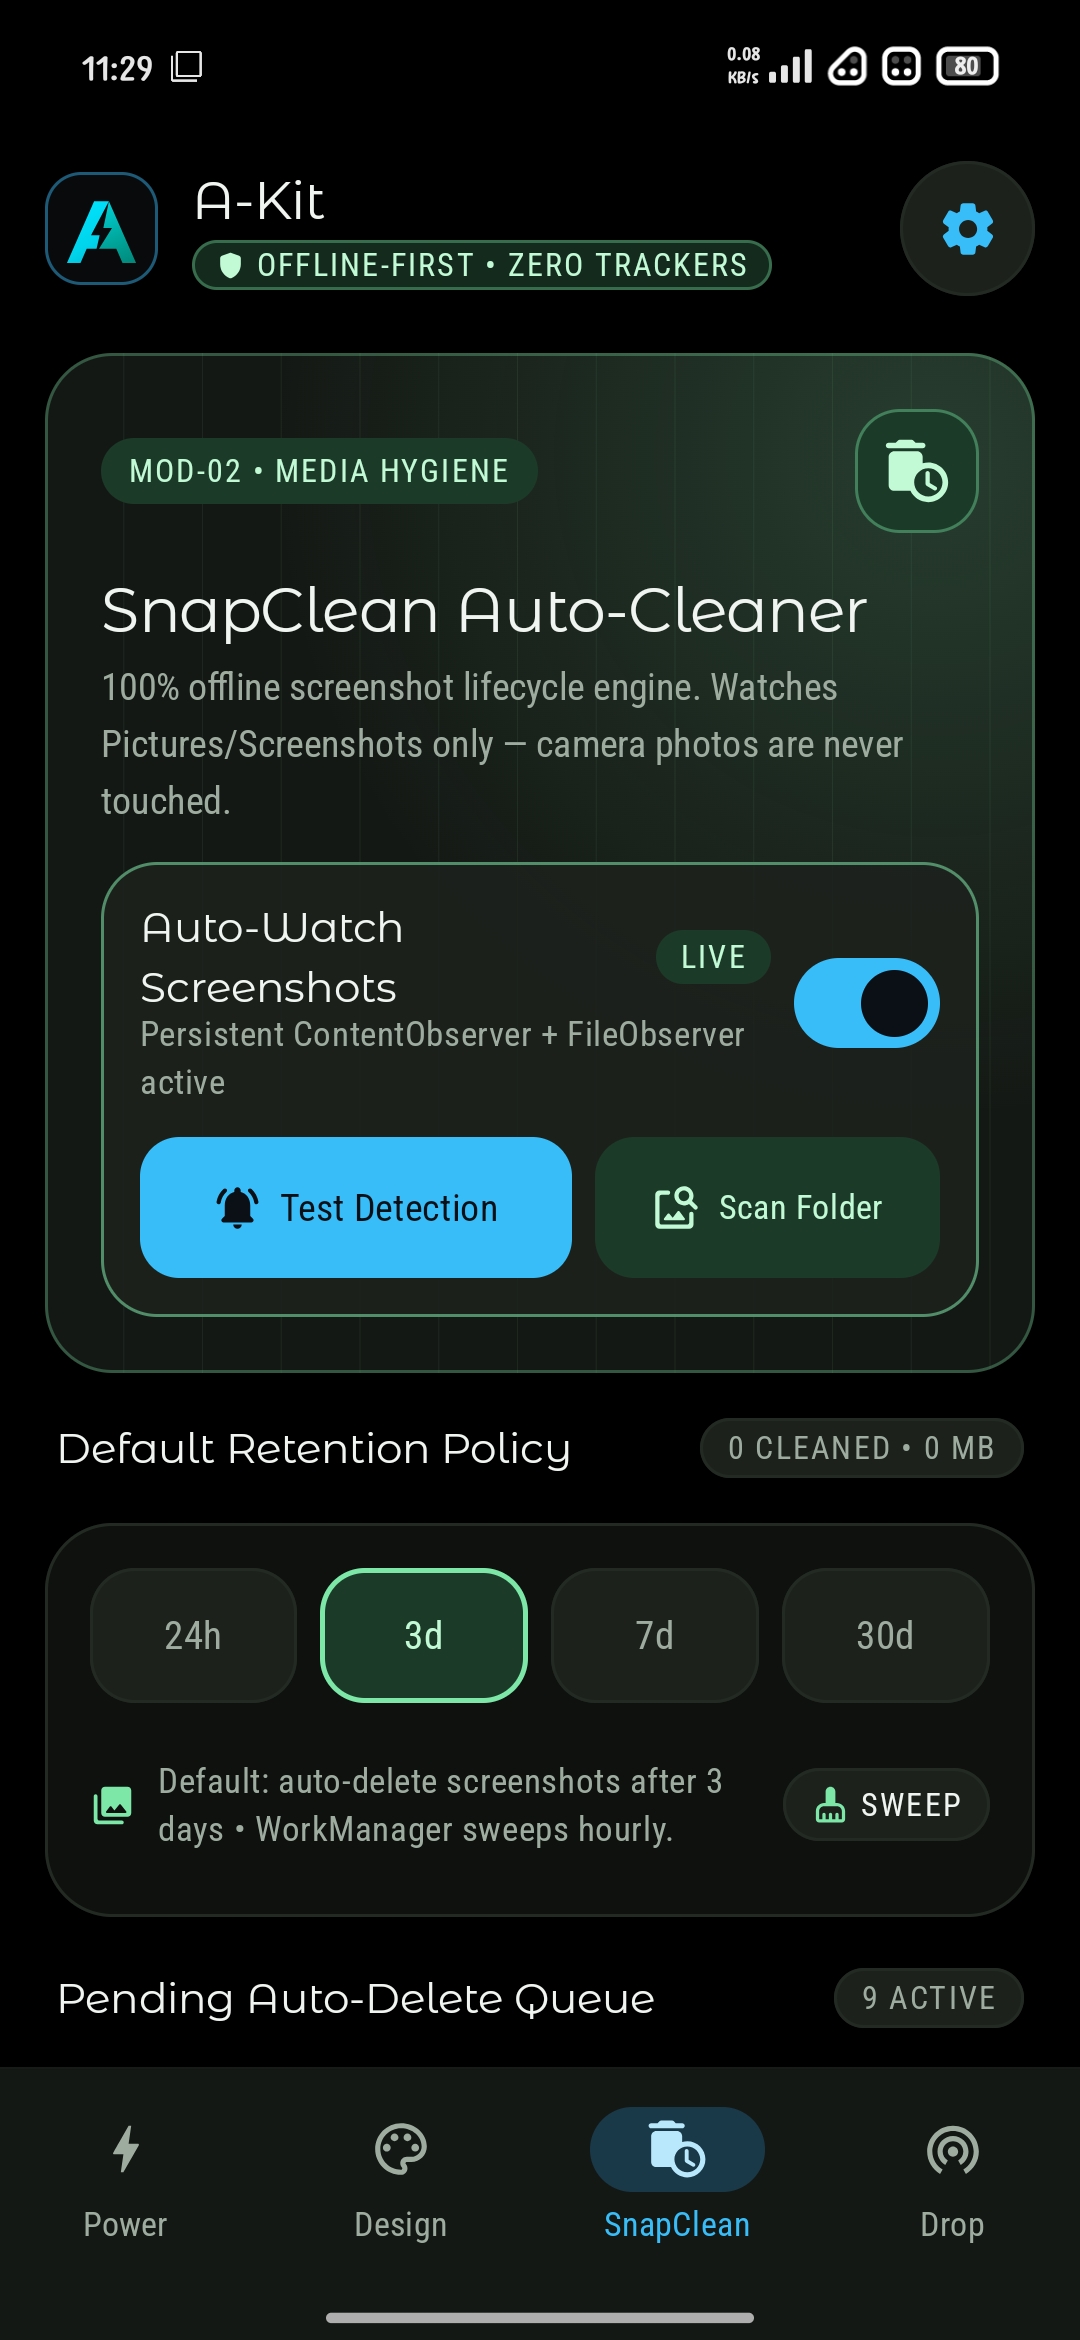 11:29
0.08
KB/s
80
A-Kit
OFFLINE-FIRST • ZERO TRACKERS
MOD-02 • MEDIA HYGIENE
SnapClean Auto-Cleaner
100% offline screenshot lifecycle engine. Watches
Pictures/Screenshots only — camera photos are never
touched.
Auto-Watch
Screenshots
LIVE
Persistent ContentObserver + FileObserver
active
Test Detection
Scan Folder
Default Retention Policy
0 CLEANED • 0 MB
24h
3d
7d
30d
Default: auto-delete screenshots after 3
days • WorkManager sweeps hourly.
SWEEP
Pending Auto-Delete Queue
9 ACTIVE
Power
Design
SnapClean
Drop